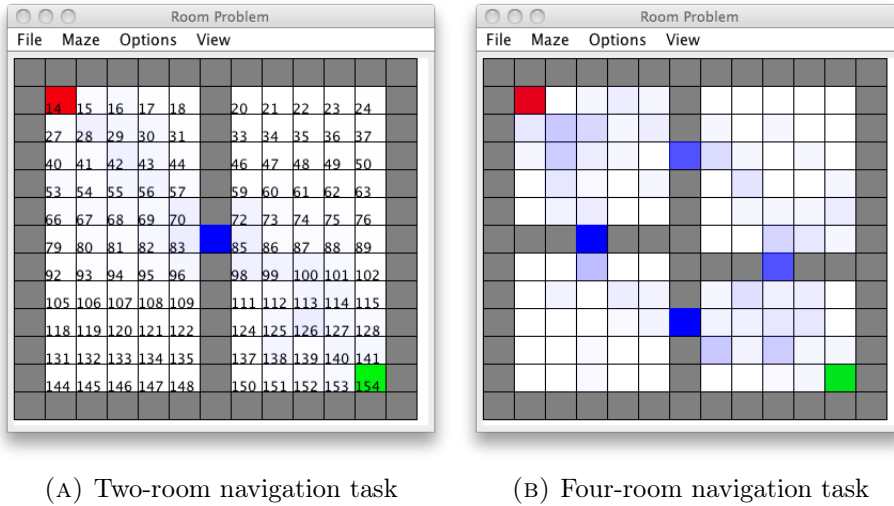 Room Problem
File Maze Options View
14 15 16 17 18 20 21 22 23 24
27 28 29 30 31 33 34 35 36 37
40 41 42 43 44 46 47 48 49 50
53 54 55 56 57 59 60 61 62 63
66 67 68 69 70 72 73 74 75 76
79 80 81 82 83 85 86 87 88 89
92 93 94 95 96 98 99 100 101 102
105 106 107 108 109 111 112 113 114 115
118 119 120 121 122 124 125 126 127 128
131 132 133 134 135 137 138 139 140 141
144 145 146 147 148 150 151 152 153 154
(A) Two-room navigation task
Room Problem
File Maze Options View
(B) Four-room navigation task